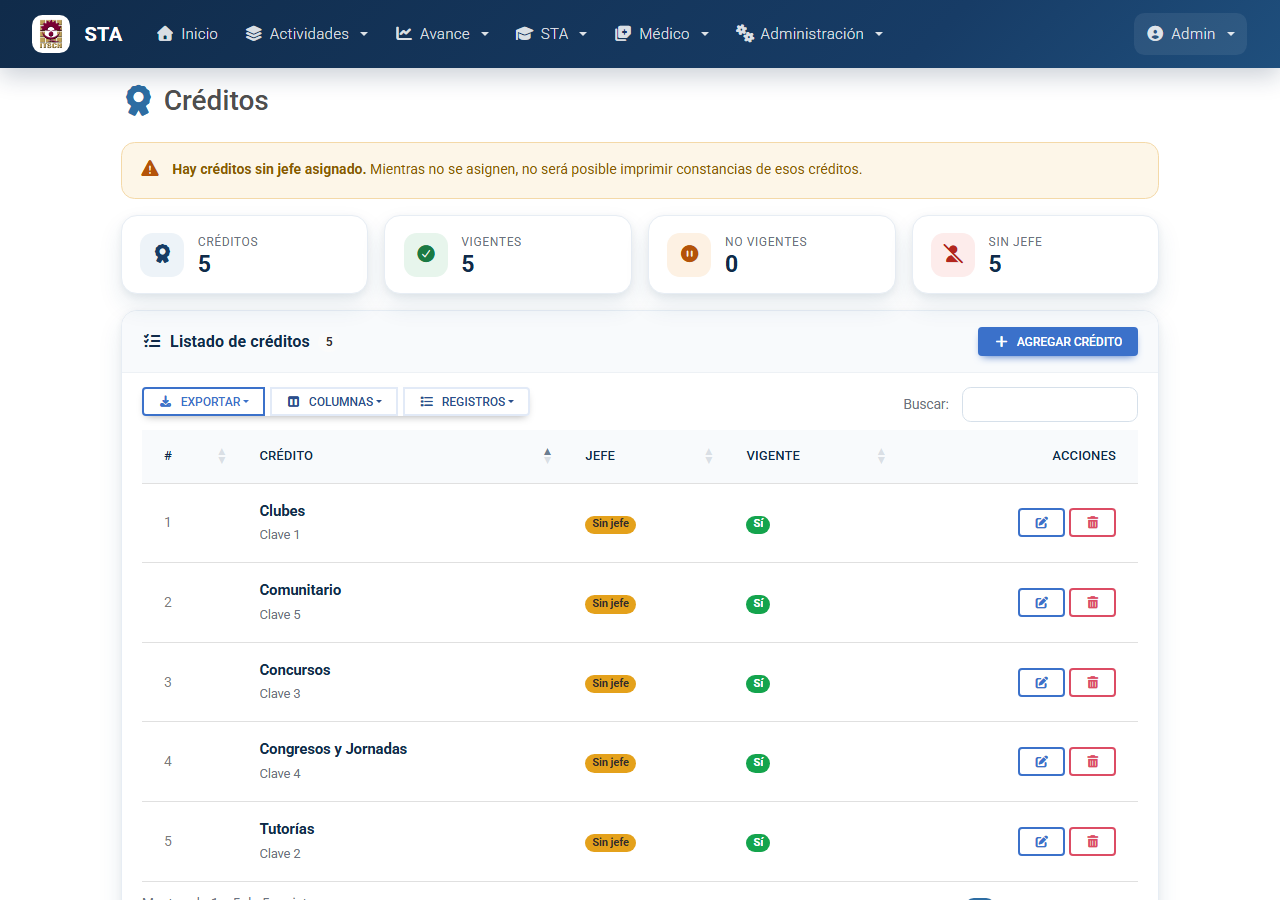 STA
Inicio
Actividades
Avance
STA
Médico
Administración
Admin
Créditos
Hay créditos sin jefe asignado. Mientras no se asignen, no será posible imprimir constancias de esos créditos.
CRÉDITOS
5
VIGENTES
5
NO VIGENTES
0
SIN JEFE
5
Listado de créditos 5
AGREGAR CRÉDITO
EXPORTAR
COLUMNAS
REGISTROS
Buscar:
# CRÉDITO JEFE VIGENTE ACCIONES
1 Clubes Sin jefe Sí
Clave 1
2 Comunitario Sin jefe Sí
Clave 5
3 Concursos Sin jefe Sí
Clave 3
4 Congresos y Jornadas Sin jefe Sí
Clave 4
5 Tutorías Sin jefe Sí
Clave 2